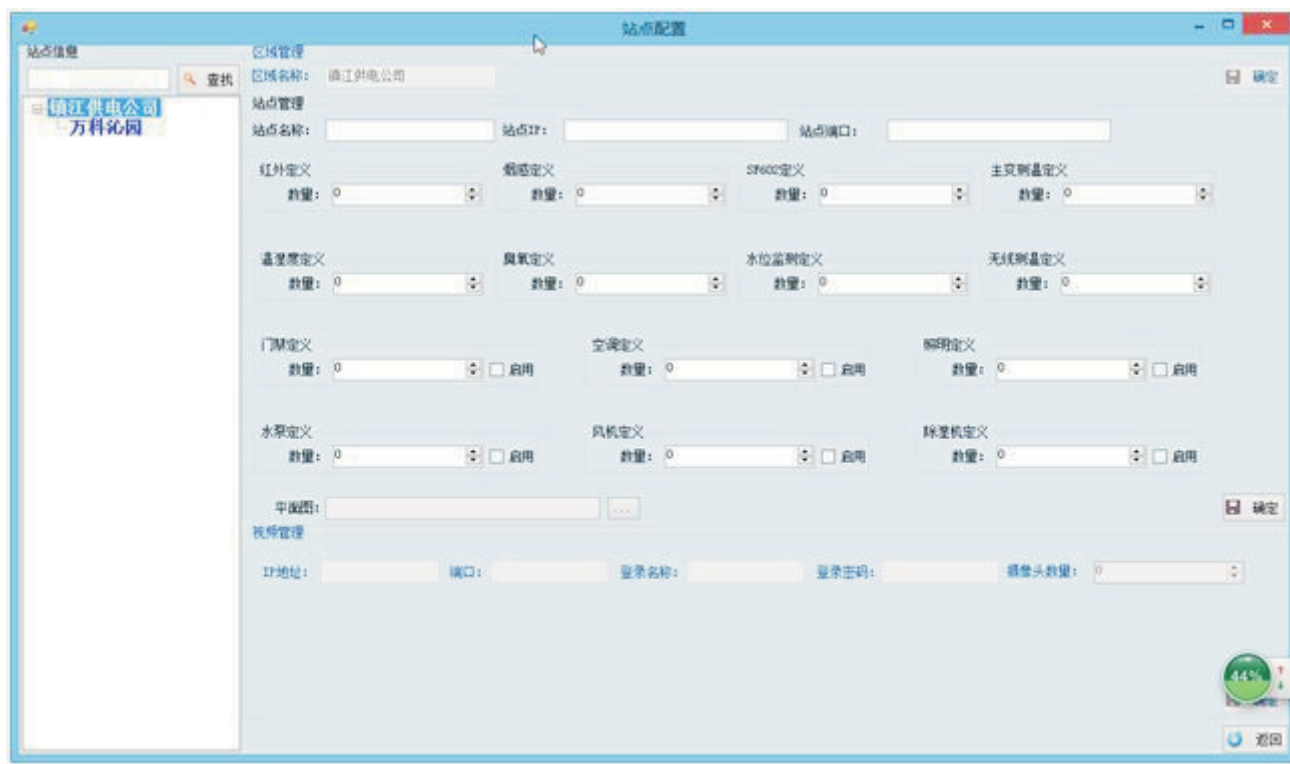 站点配置
站点信息
查找
镇江供电公司
万科沁园
区域管理
区域名称: 镇江供电公司 确定
站点管理
站点名称: 站点IP: 站点端口:
红外定义 烟感定义 SF6O2定义 主变测温定义
数量: 0 数量: 0 数量: 0 数量: 0
温湿度定义 臭氧定义 水位监测定义 无线测温定义
数量: 0 数量: 0 数量: 0 数量: 0
门禁定义 空调定义 照明定义
数量: 0 启用 数量: 0 启用 数量: 0 启用
水泵定义 风机定义 除湿机定义
数量: 0 启用 数量: 0 启用 数量: 0 启用
平面图: ... 确定
视频管理
IP地址: 端口: 登录名称: 登录密码: 摄像头数量: 0
44%
确定
返回